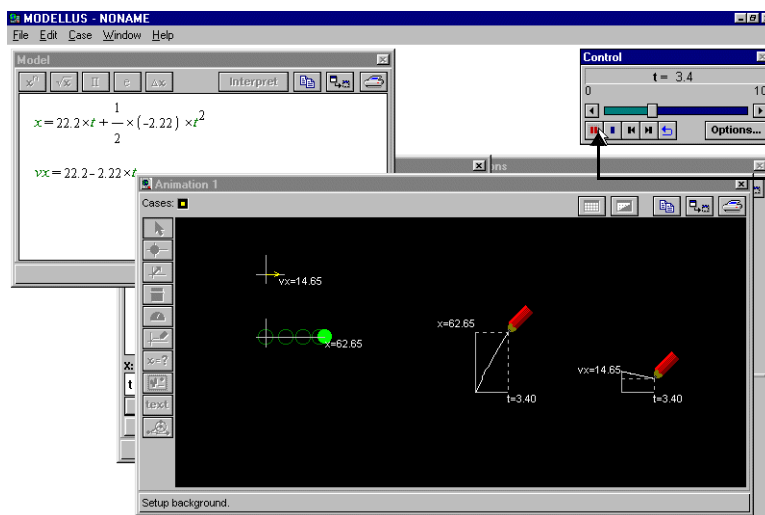 MODELLUS - NONAME
File Edit Case Window Help
Model
xⁿ √x Π e Δx Interpret
x = 22.2 × t + 1/2 × (-2.22) × t²
vx = 22.2 - 2.22 × t
Control
t = 3.4
0 10
Options...
ons
Animation 1
Cases:
vx=14.65
x=62.65
x=62.65
t=3.40
vx=14.65
t=3.40
x=?
text
X:
t
Setup background.